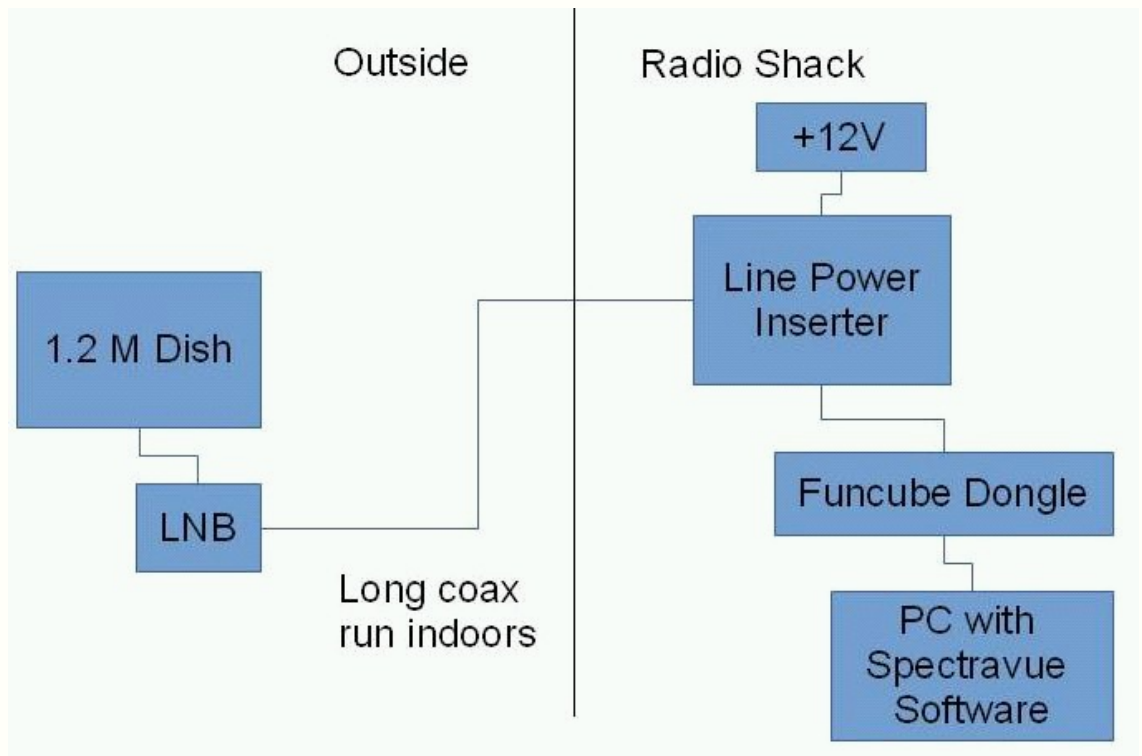 Outside
Radio Shack
+12V
Line Power
Inserter
1.2 M Dish
LNB
Long coax
run indoors
Funcube Dongle
PC with
Spectravue
Software